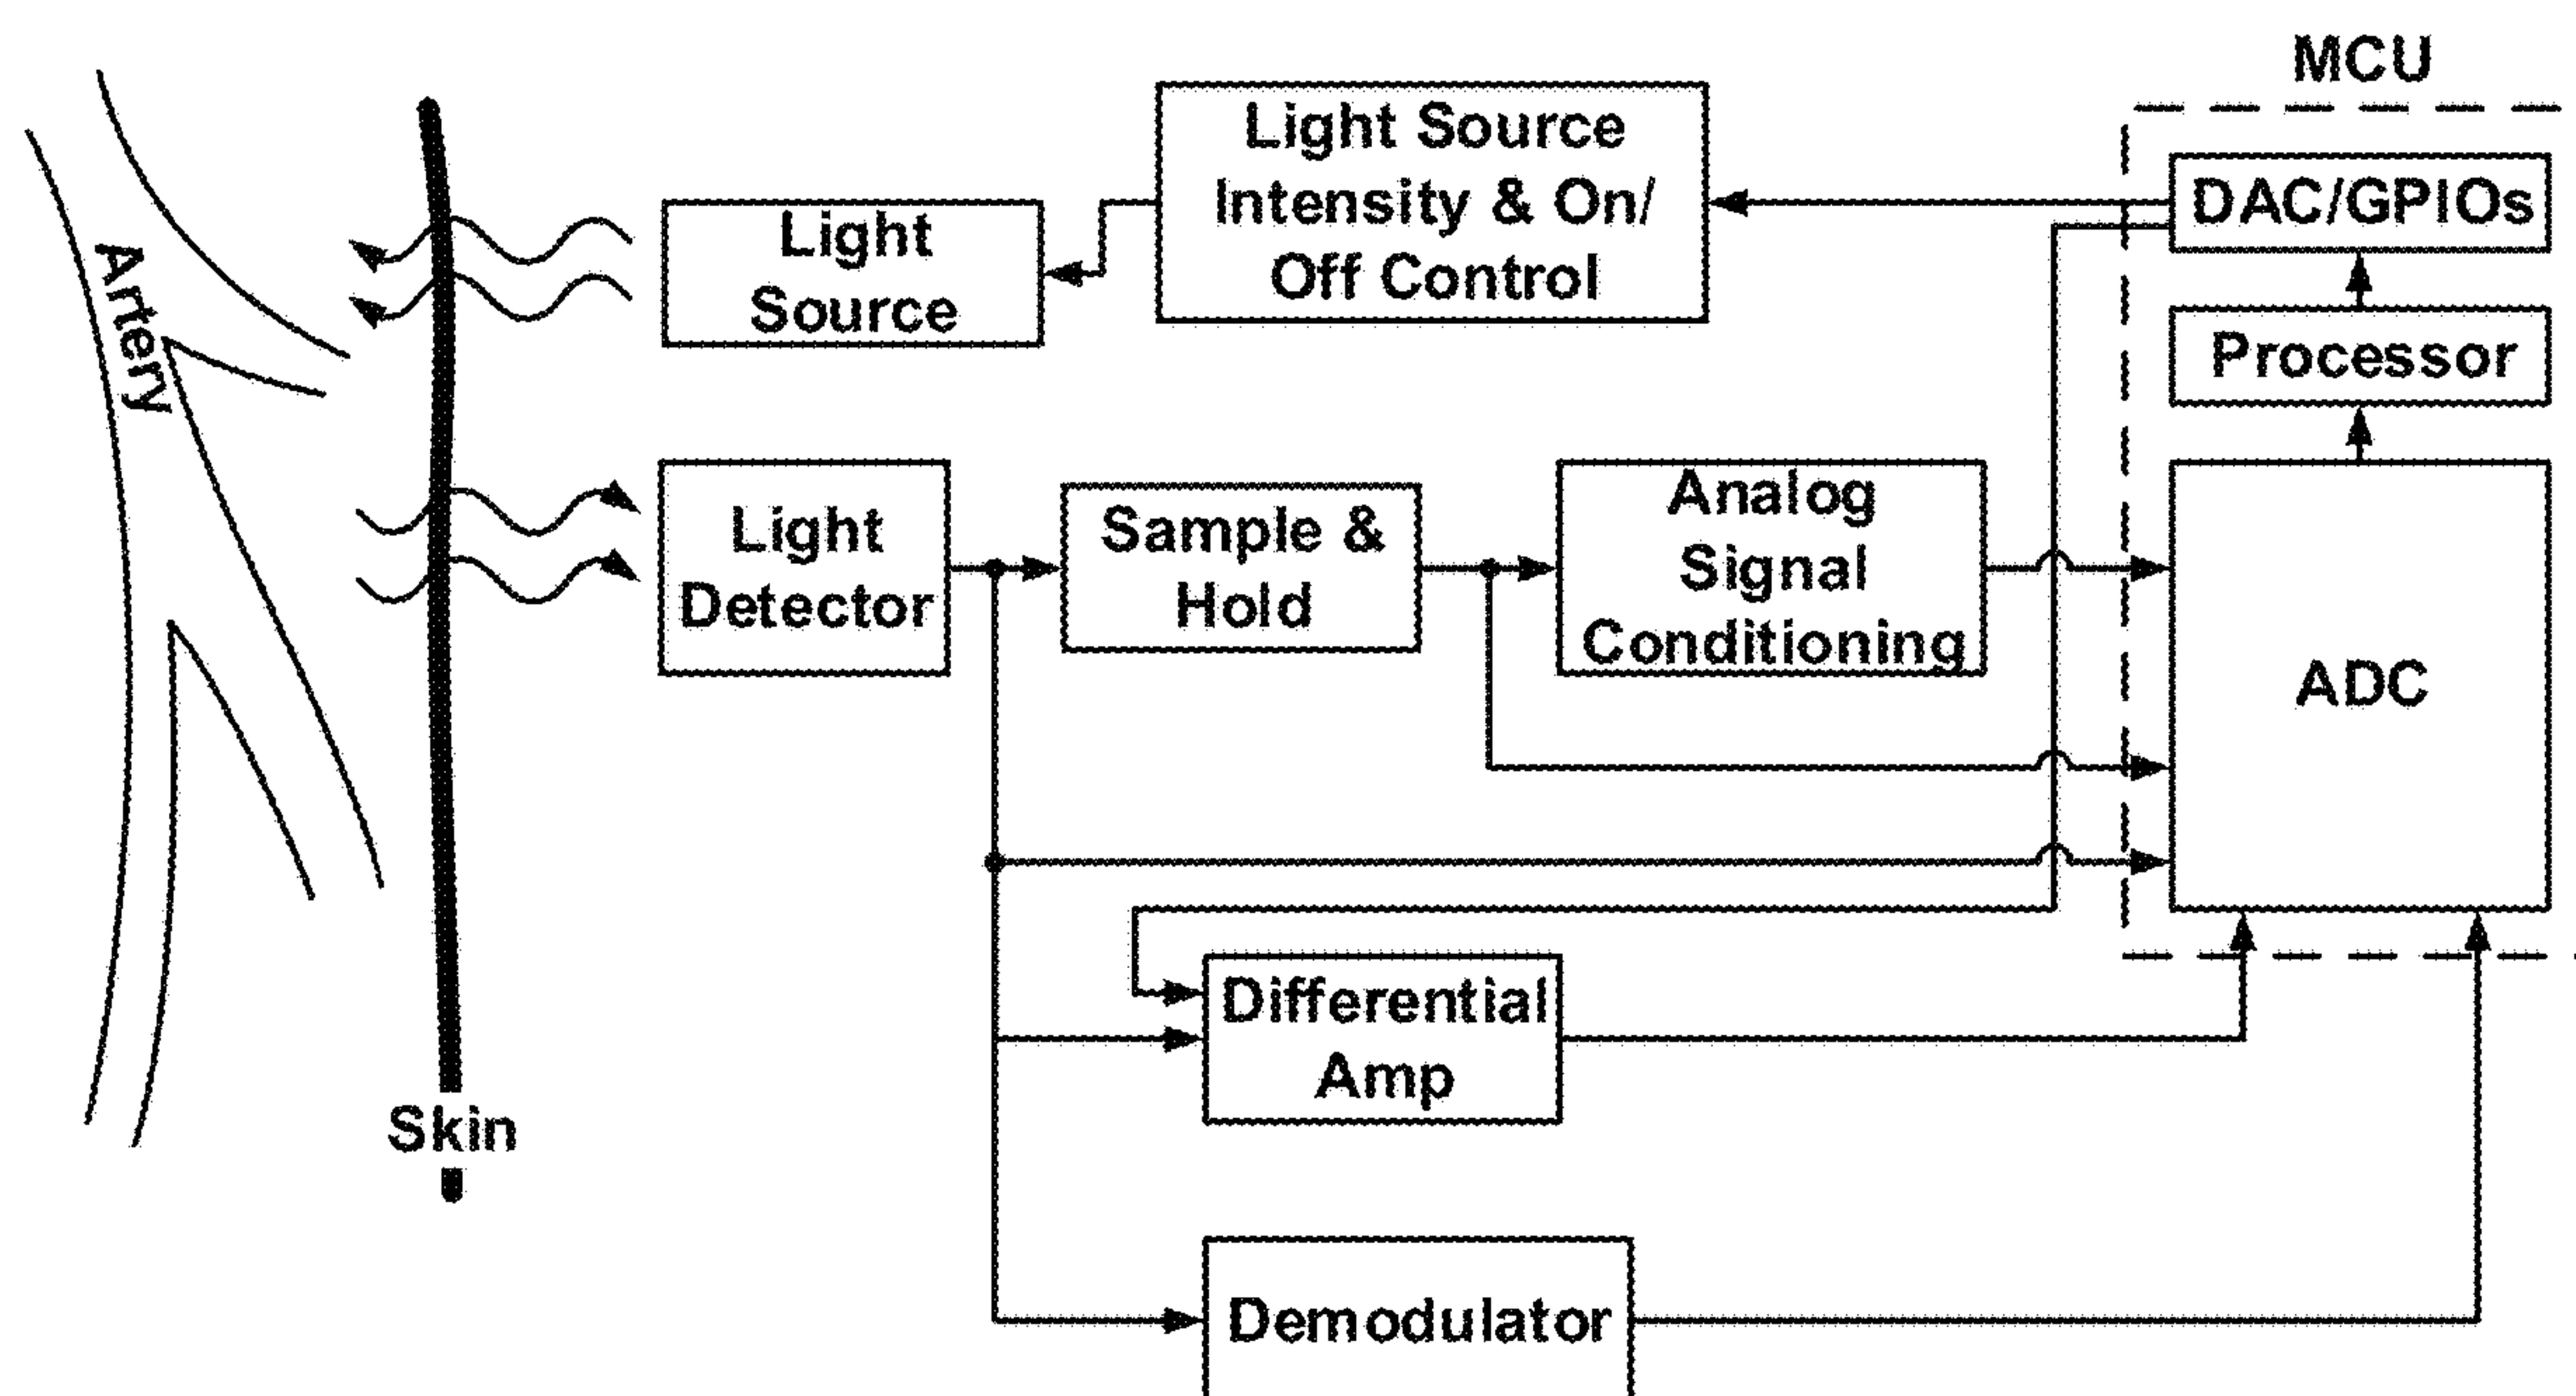 MCU
Light Source
Intensity & On/
Off Control
DAC/GPIOs
Light
Source
Artery
Processor
Light
Detector
Sample &
Hold
Analog
Signal
Conditioning
ADC
Differential
Amp
Skin
Demodulator